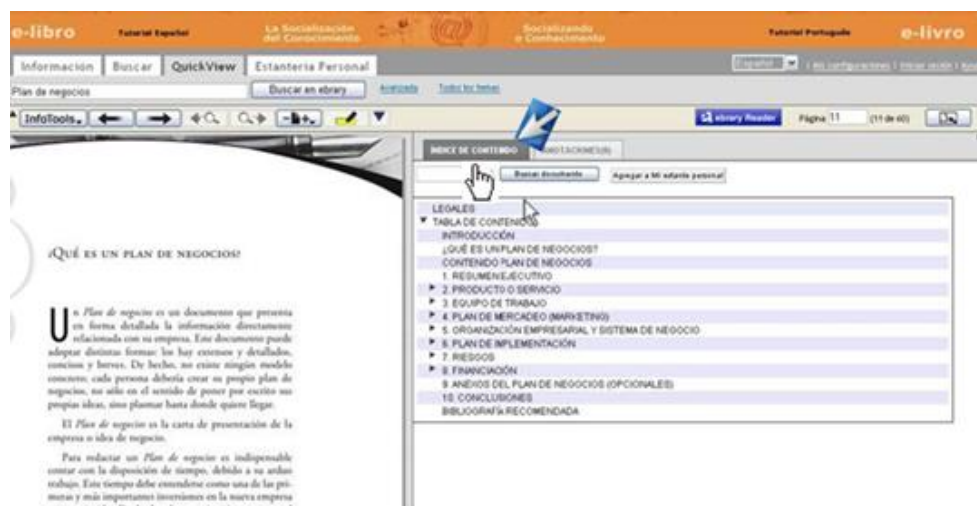 e-libro Tutorial Español La Socialización del Conocimiento Socializando o Conhecimento Tutorial Português e-livro
Información Buscar QuickView Estantería Personal Español
Plan de negocios Buscar en ebrary Avanzada Todos los temas
InfoTools ebrary Reader Página 11 (11 de 60)
INDICE DE CONTENIDO ANOTACIONES(0)
Buscar documento Agregar a Mi estante personal
LEGALES
TABLA DE CONTENIDO
INTRODUCCIÓN
¿QUÉ ES UN PLAN DE NEGOCIOS?
CONTENIDO PLAN DE NEGOCIOS
1. RESUMEN EJECUTIVO
2. PRODUCTO O SERVICIO
3. EQUIPO DE TRABAJO
4. PLAN DE MERCADEO (MARKETING)
5. ORGANIZACIÓN EMPRESARIAL Y SISTEMA DE NEGOCIO
6. PLAN DE IMPLEMENTACIÓN
7. RIESGOS
8. FINANCIACIÓN
9. ANEXOS DEL PLAN DE NEGOCIOS (OPCIONALES)
10. CONCLUSIONES
BIBLIOGRAFÍA RECOMENDADA
¿QUÉ ES UN PLAN DE NEGOCIOS?
Un Plan de negocios es un documento que presenta
en forma detallada la información directamente
relacionada con su empresa. Este documento puede
adoptar distintas formas: los hay extensos y detallados,
concisos y breves. De hecho, no existe ningún modelo
concreto; cada persona debería crear su propio plan de
negocios, no sólo en el sentido de poner por escrito sus
propias ideas, sino plasmar hasta donde quiere llegar.
El Plan de negocios es la carta de presentación de la
empresa o idea de negocio.
Para redactar un Plan de negocios es indispensable
contar con la disposición de tiempo, debido a su arduo
trabajo. Este tiempo debe entenderse como una de las pri-
meras y más importantes inversiones en la nueva empresa